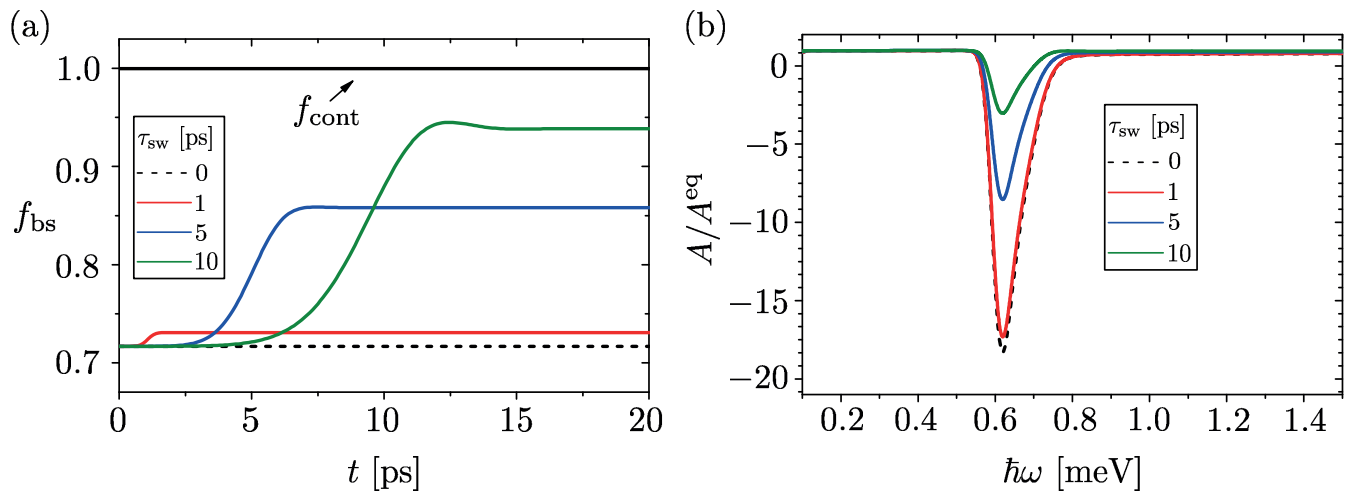 (a)
1.0
0.9
0.8
0.7
f_bs
f_cont
τ_sw [ps]
0
1
5
10
0 5 10 15 20
t [ps]
(b)
0
−5
−10
−15
−20
A/A^eq
τ_sw [ps]
0
1
5
10
0.2 0.4 0.6 0.8 1.0 1.2 1.4
ℏω [meV]